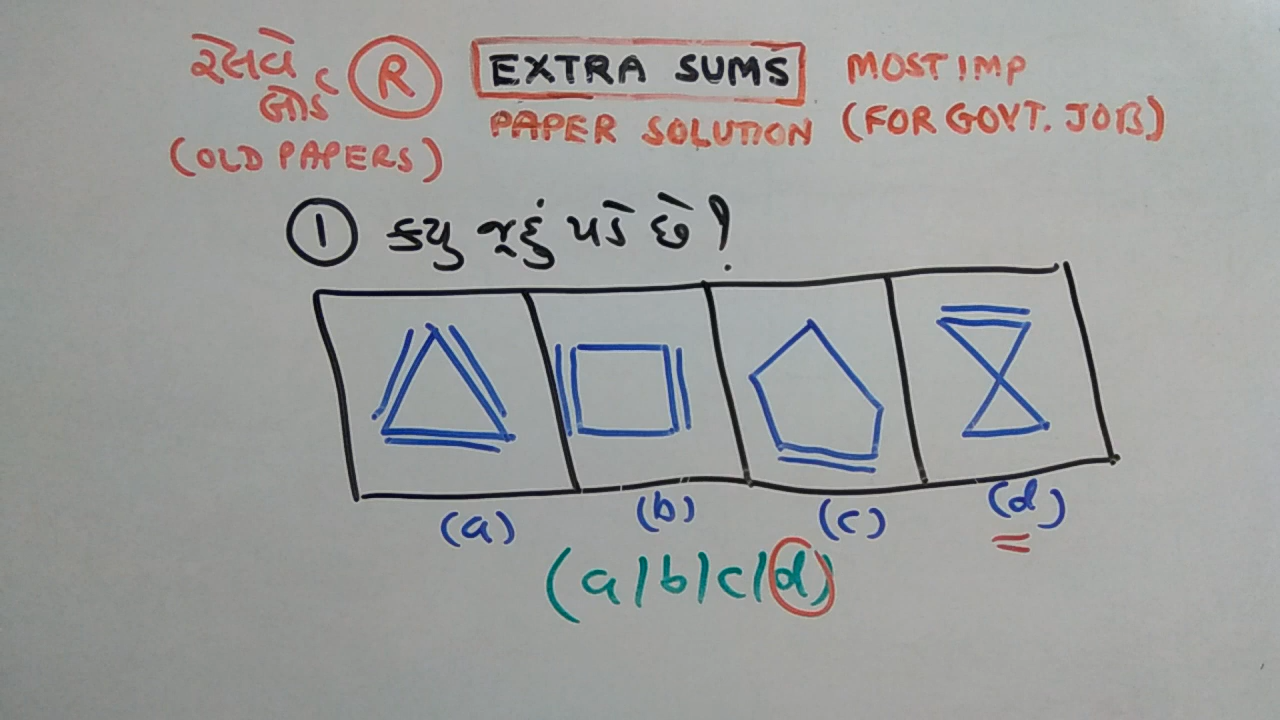 રેલવે (R) EXTRA SUMS MOST IMP
બોર્ડ PAPER SOLUTION (FOR GOVT. JOB)
(OLD PAPERS)
① કયુ જૂદું પડે છે?
(a) (b) (c) (d)
(a/b/c/d)